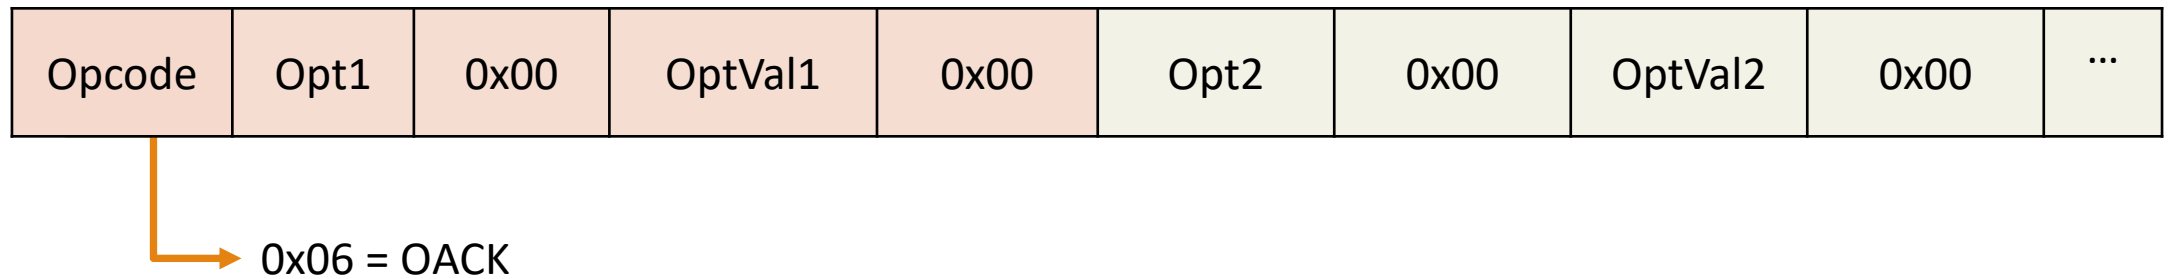 Opcode Opt1 0x00 OptVal1 0x00 Opt2 0x00 OptVal2 0x00 ...
0x06 = OACK